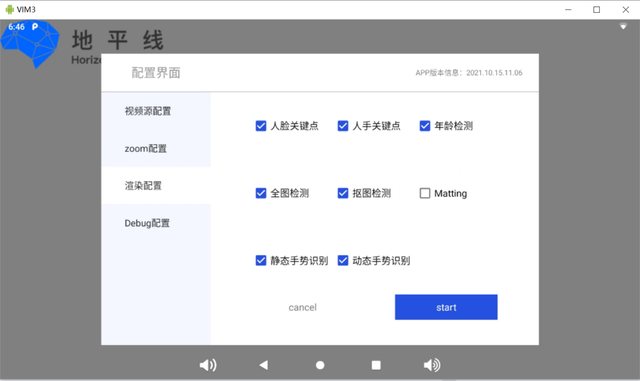 VIM3
6:46
地平线
Horiz
配置界面
APP版本信息：2021.10.15.11.06
视频源配置
zoom配置
渲染配置
Debug配置
人脸关键点 人手关键点 年龄检测
全图检测 抠图检测 Matting
静态手势识别 动态手势识别
cancel start